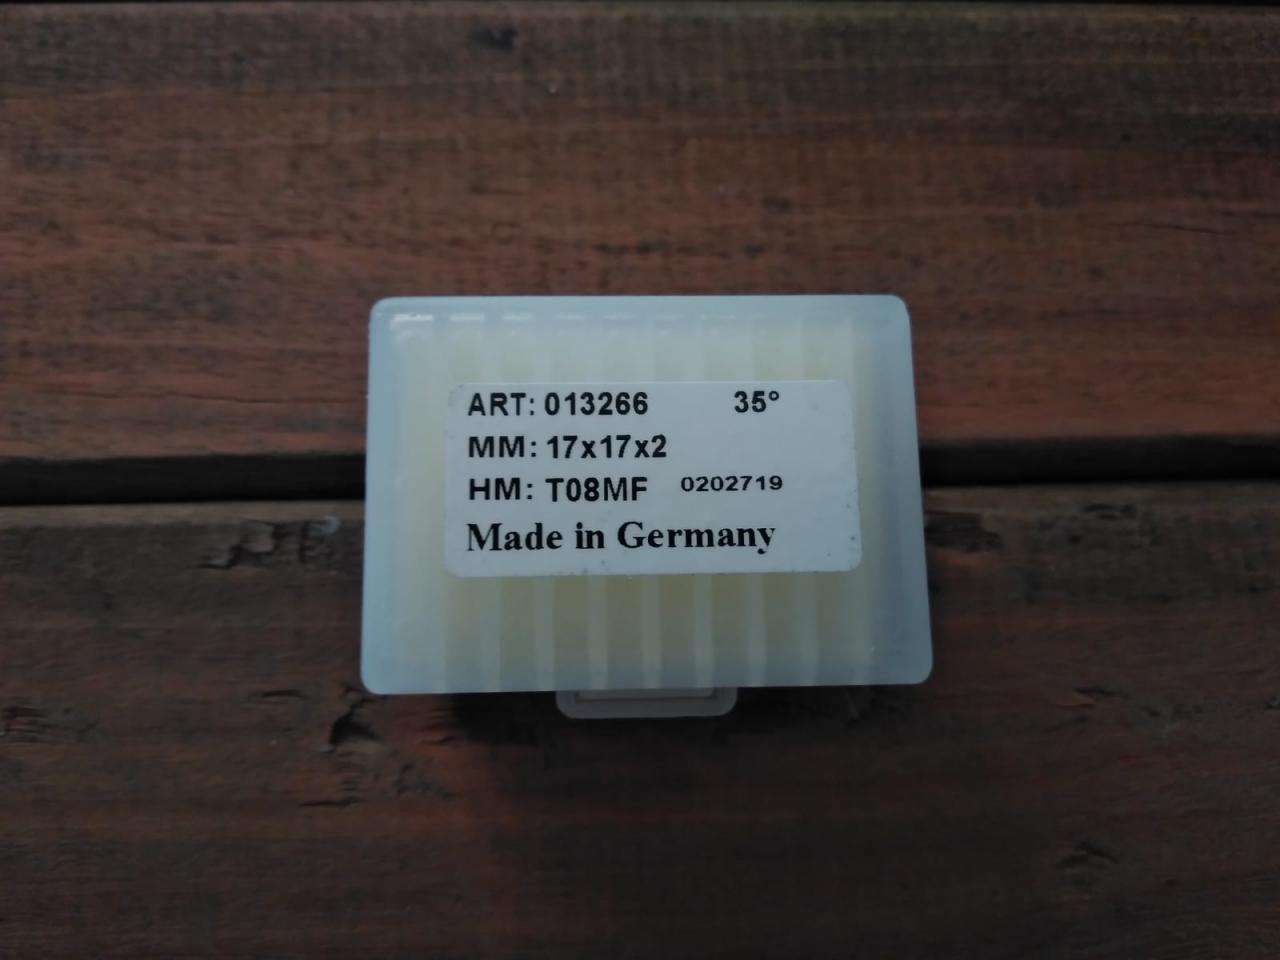 ART: 013266 35°
MM: 17x17x2
HM: T08MF 0202719
Made in Germany